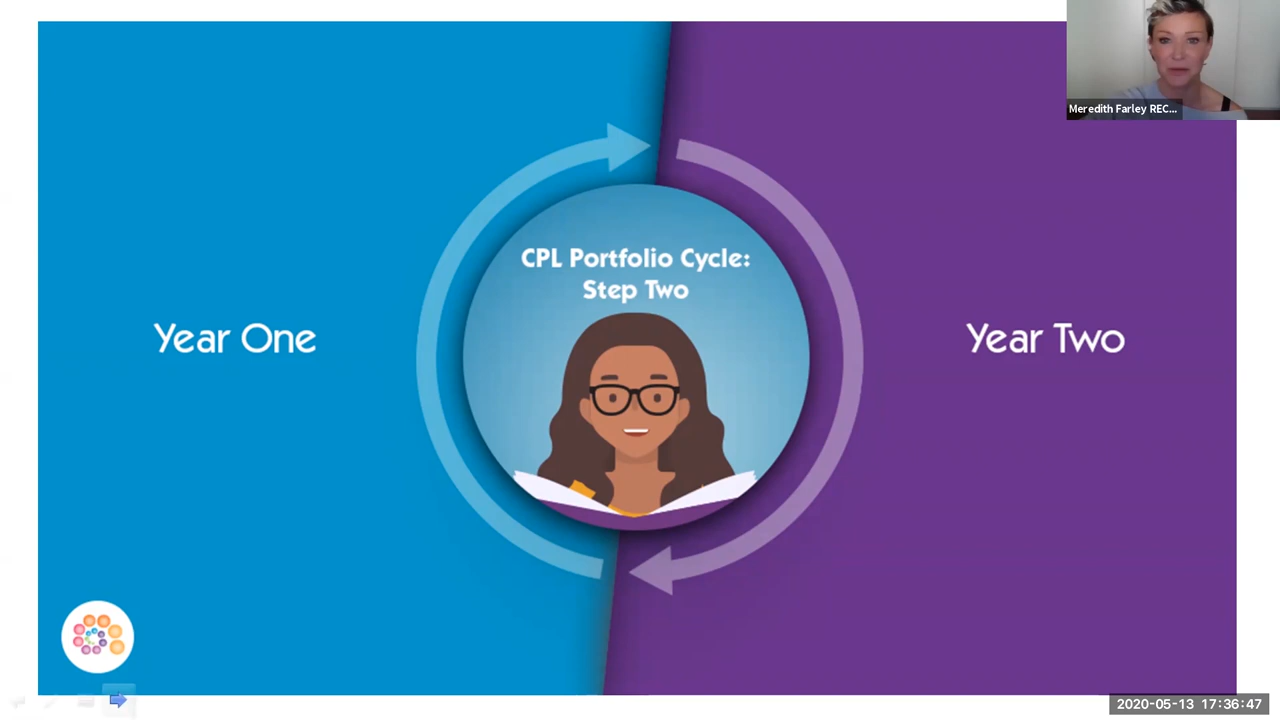 Meredith Farley REC...
CPL Portfolio Cycle:
Step Two
Year One
Year Two
2020-05-13 17:36:47